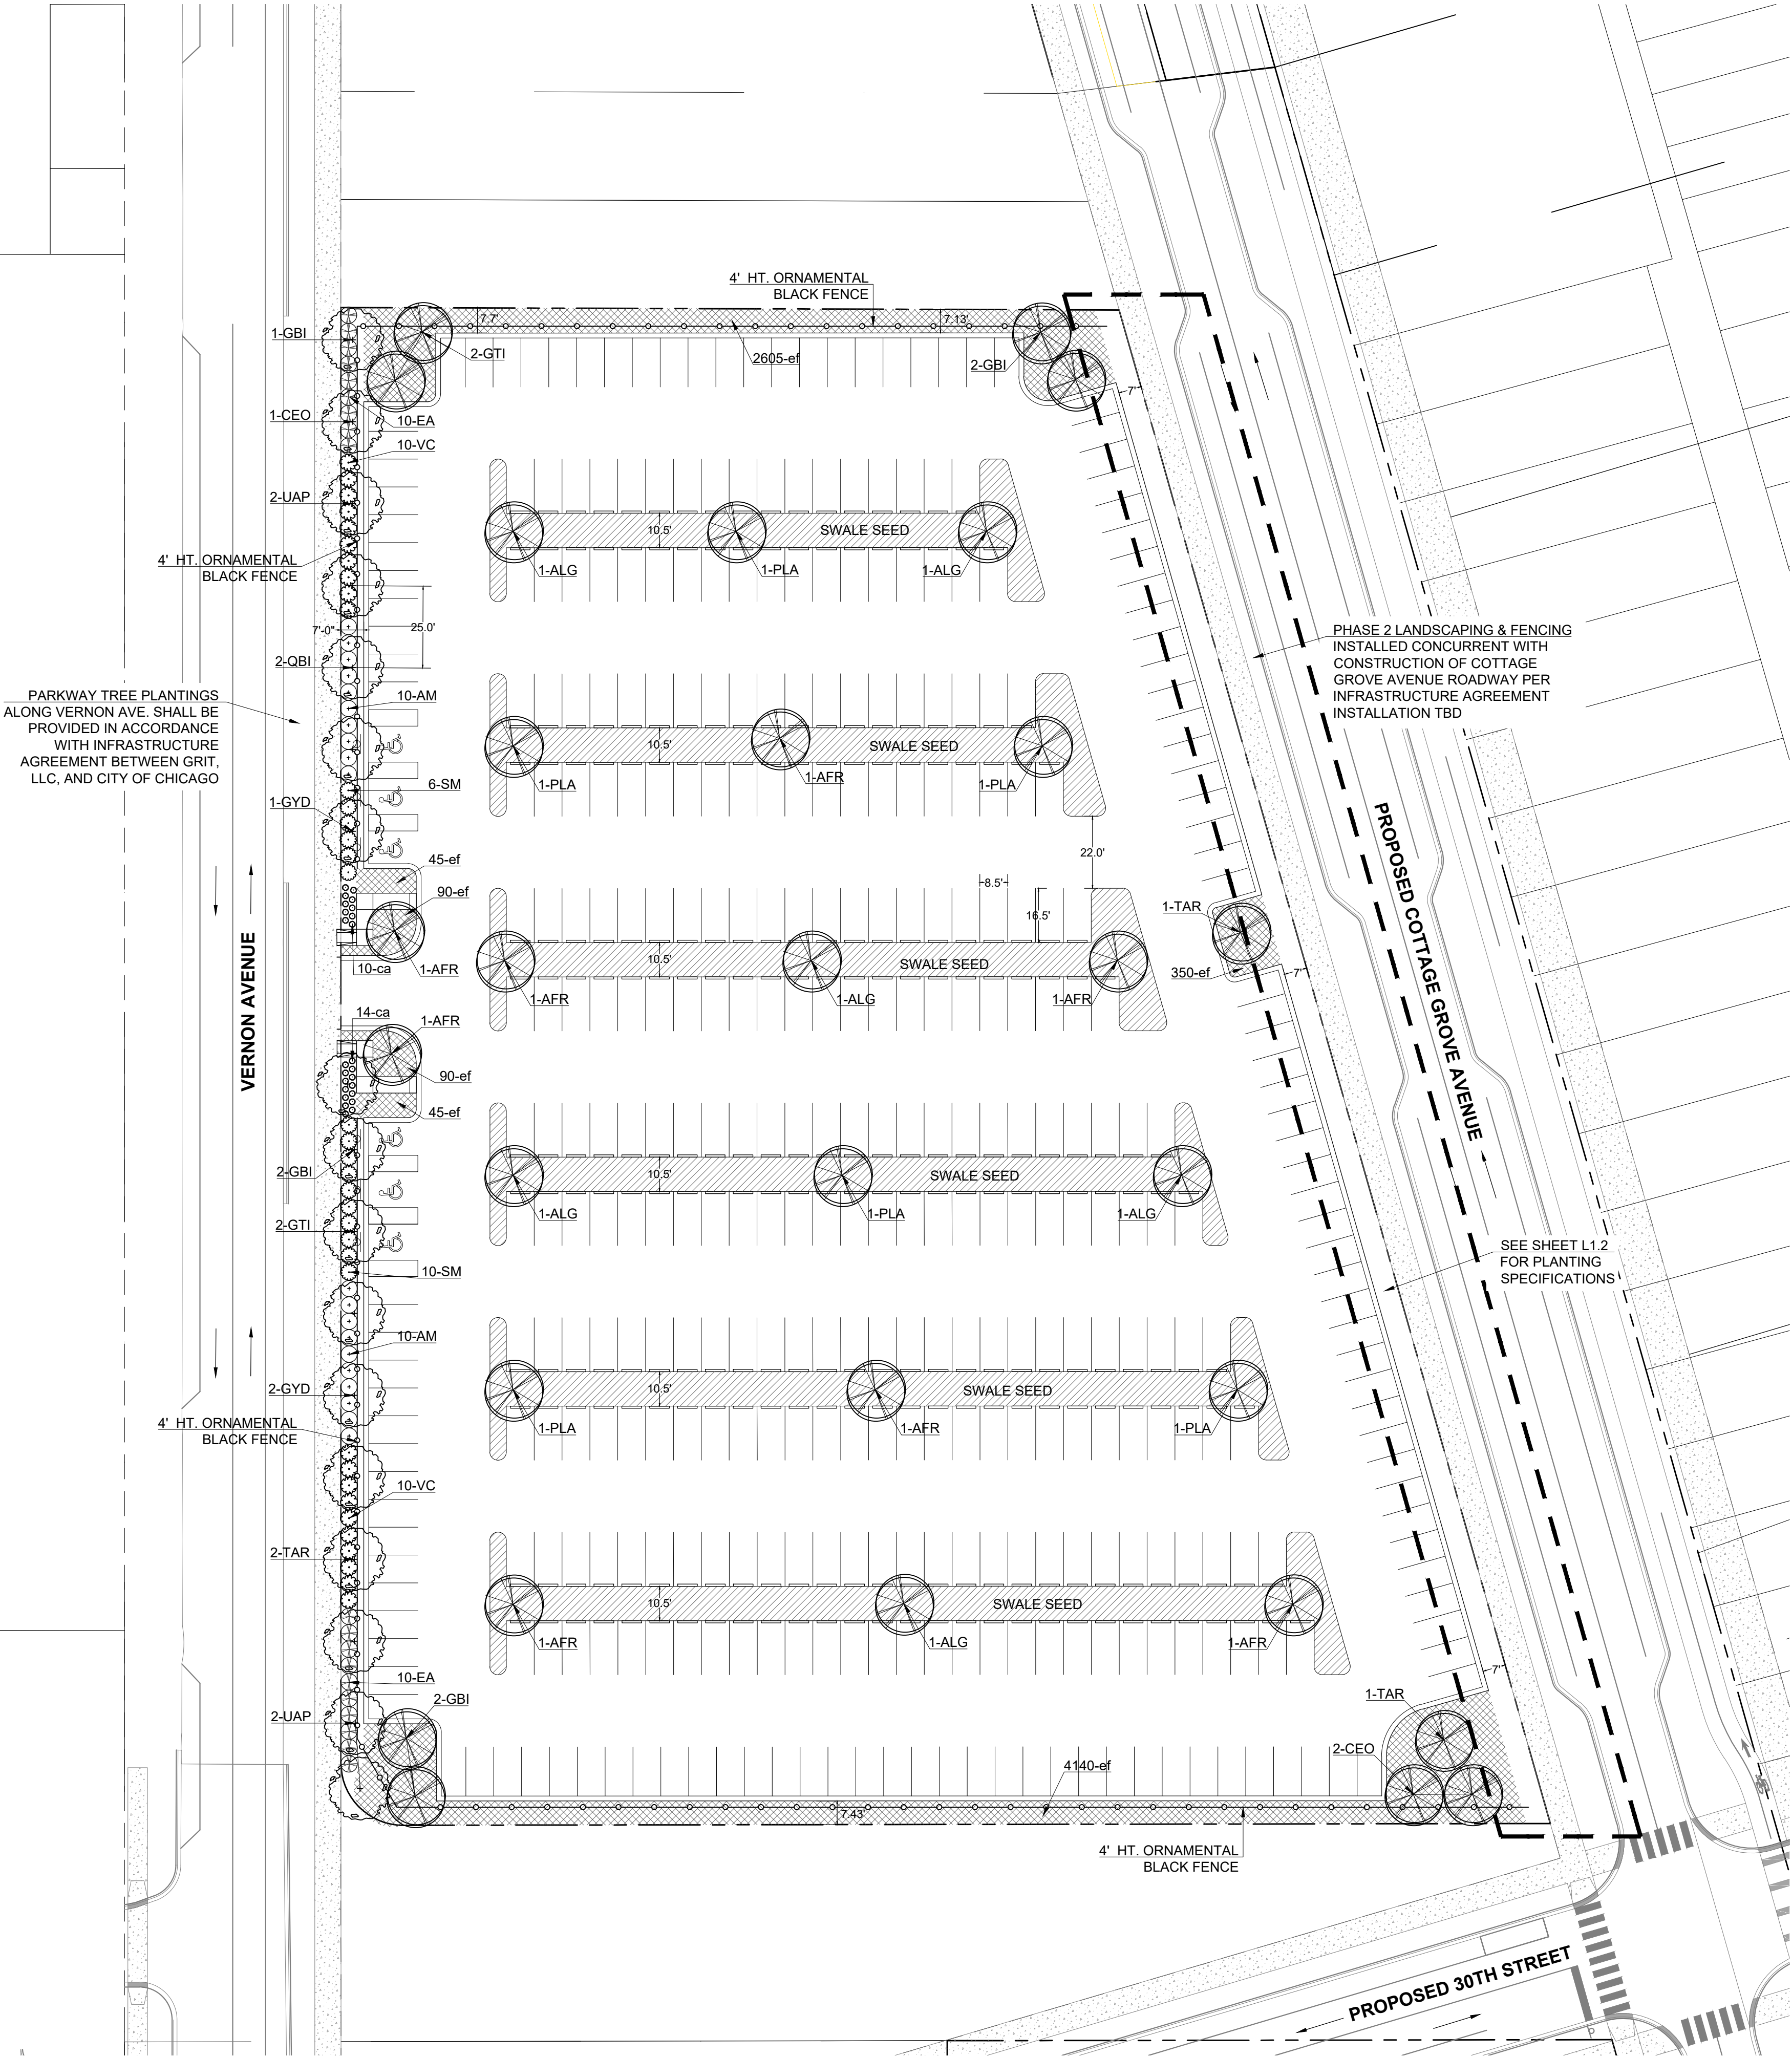 4' HT. ORNAMENTAL
BLACK FENCE
7.7'
7.13'
1-GBI
2-GTI
2605-ef
2-GBI
7'
1-CEO
10-EA
10-VC
2-UAP
10.5'
SWALE SEED
4' HT. ORNAMENTAL
BLACK FENCE
1-ALG
1-PLA
1-ALG
7'-0"
25.0'
PHASE 2 LANDSCAPING & FENCING
INSTALLED CONCURRENT WITH
CONSTRUCTION OF COTTAGE
GROVE AVENUE ROADWAY PER
INFRASTRUCTURE AGREEMENT
INSTALLATION TBD
2-QBI
10-AM
PARKWAY TREE PLANTINGS
ALONG VERNON AVE. SHALL BE
PROVIDED IN ACCORDANCE
WITH INFRASTRUCTURE
AGREEMENT BETWEEN GRIT,
LLC, AND CITY OF CHICAGO
10.5'
SWALE SEED
6-SM
1-PLA
1-AFR
1-PLA
1-GYD
22.0'
45-ef
90-ef
8.5'
16.5'
1-TAR
PROPOSED COTTAGE GROVE AVENUE
10-ca
1-AFR
10.5'
SWALE SEED
350-ef
7'
1-AFR
1-ALG
1-AFR
VERNON AVENUE
14-ca
1-AFR
90-ef
45-ef
2-GBI
10.5'
SWALE SEED
1-ALG
1-PLA
1-ALG
2-GTI
10-SM
SEE SHEET L1.2
FOR PLANTING
SPECIFICATIONS
10-AM
2-GYD
10.5'
SWALE SEED
4' HT. ORNAMENTAL
BLACK FENCE
1-PLA
1-AFR
1-PLA
10-VC
2-TAR
10.5'
SWALE SEED
1-AFR
1-ALG
1-AFR
10-EA
7'
2-GBI
1-TAR
2-UAP
2-CEO
4140-ef
7.43'
4' HT. ORNAMENTAL
BLACK FENCE
PROPOSED 30TH STREET